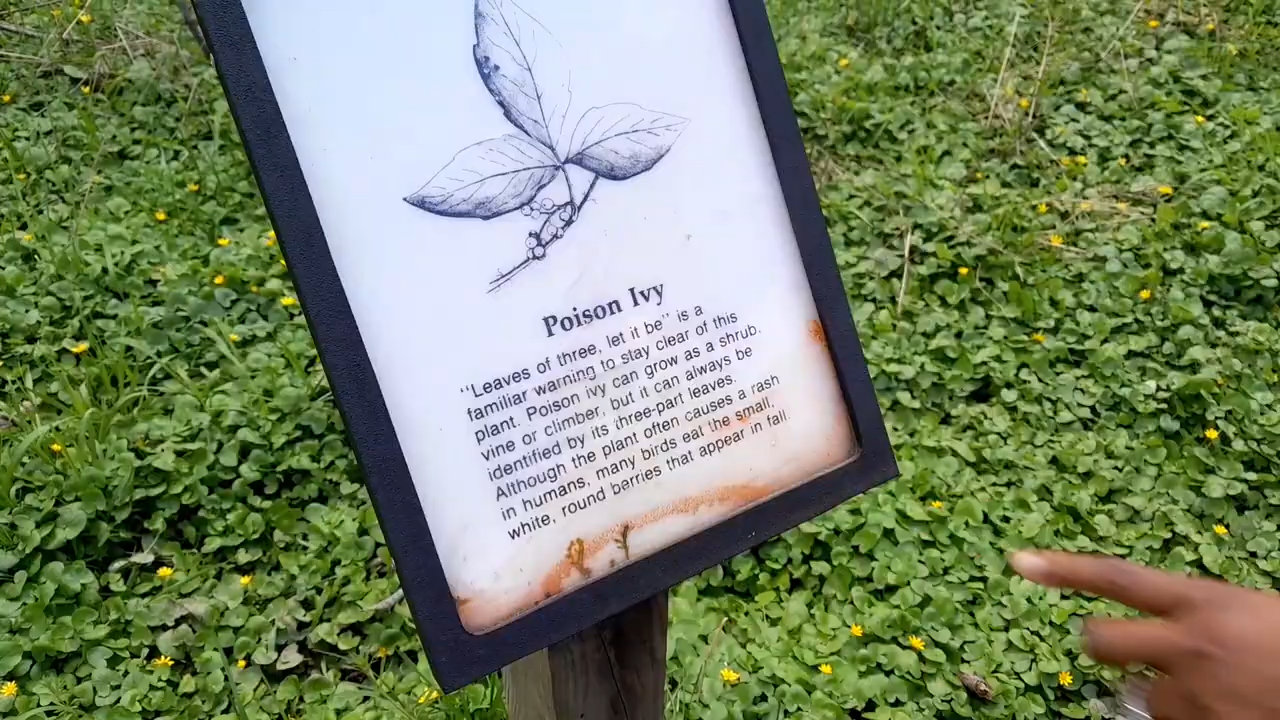 Poison Ivy
“Leaves of three, let it be” is a
familiar warning to stay clear of this
plant. Poison ivy can grow as a shrub.
vine or climber, but it can always be
identified by its three-part leaves.
Although the plant often causes a rash
in humans, many birds eat the small,
white, round berries that appear in fall.